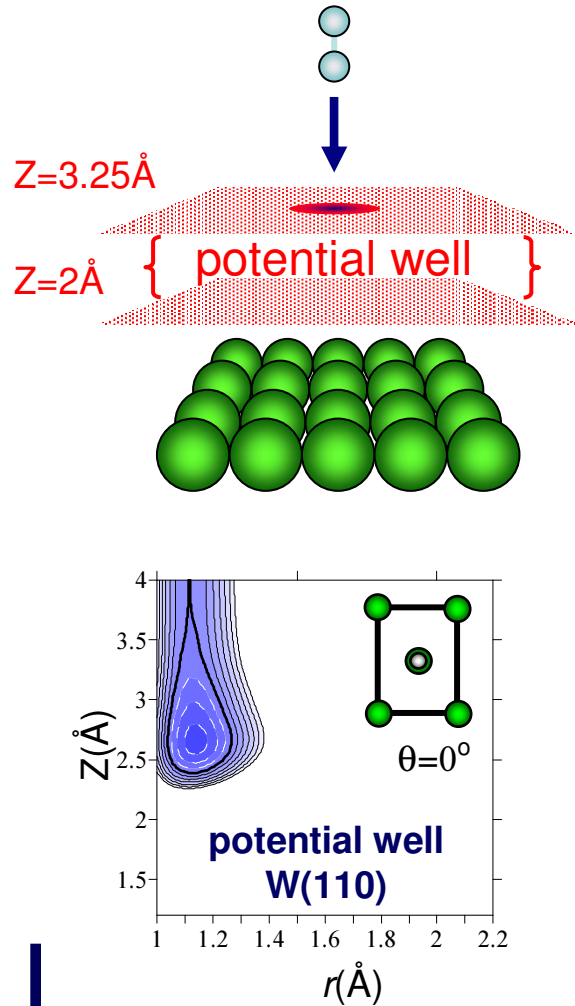 Z=3.25Å
potential well
Z=2Å
4
3.5
3
2.5
2
1.5
Z(Å)
θ=0°
potential well
W(110)
1
1.2
1.4
1.6
1.8
2
2.2
r(Å)